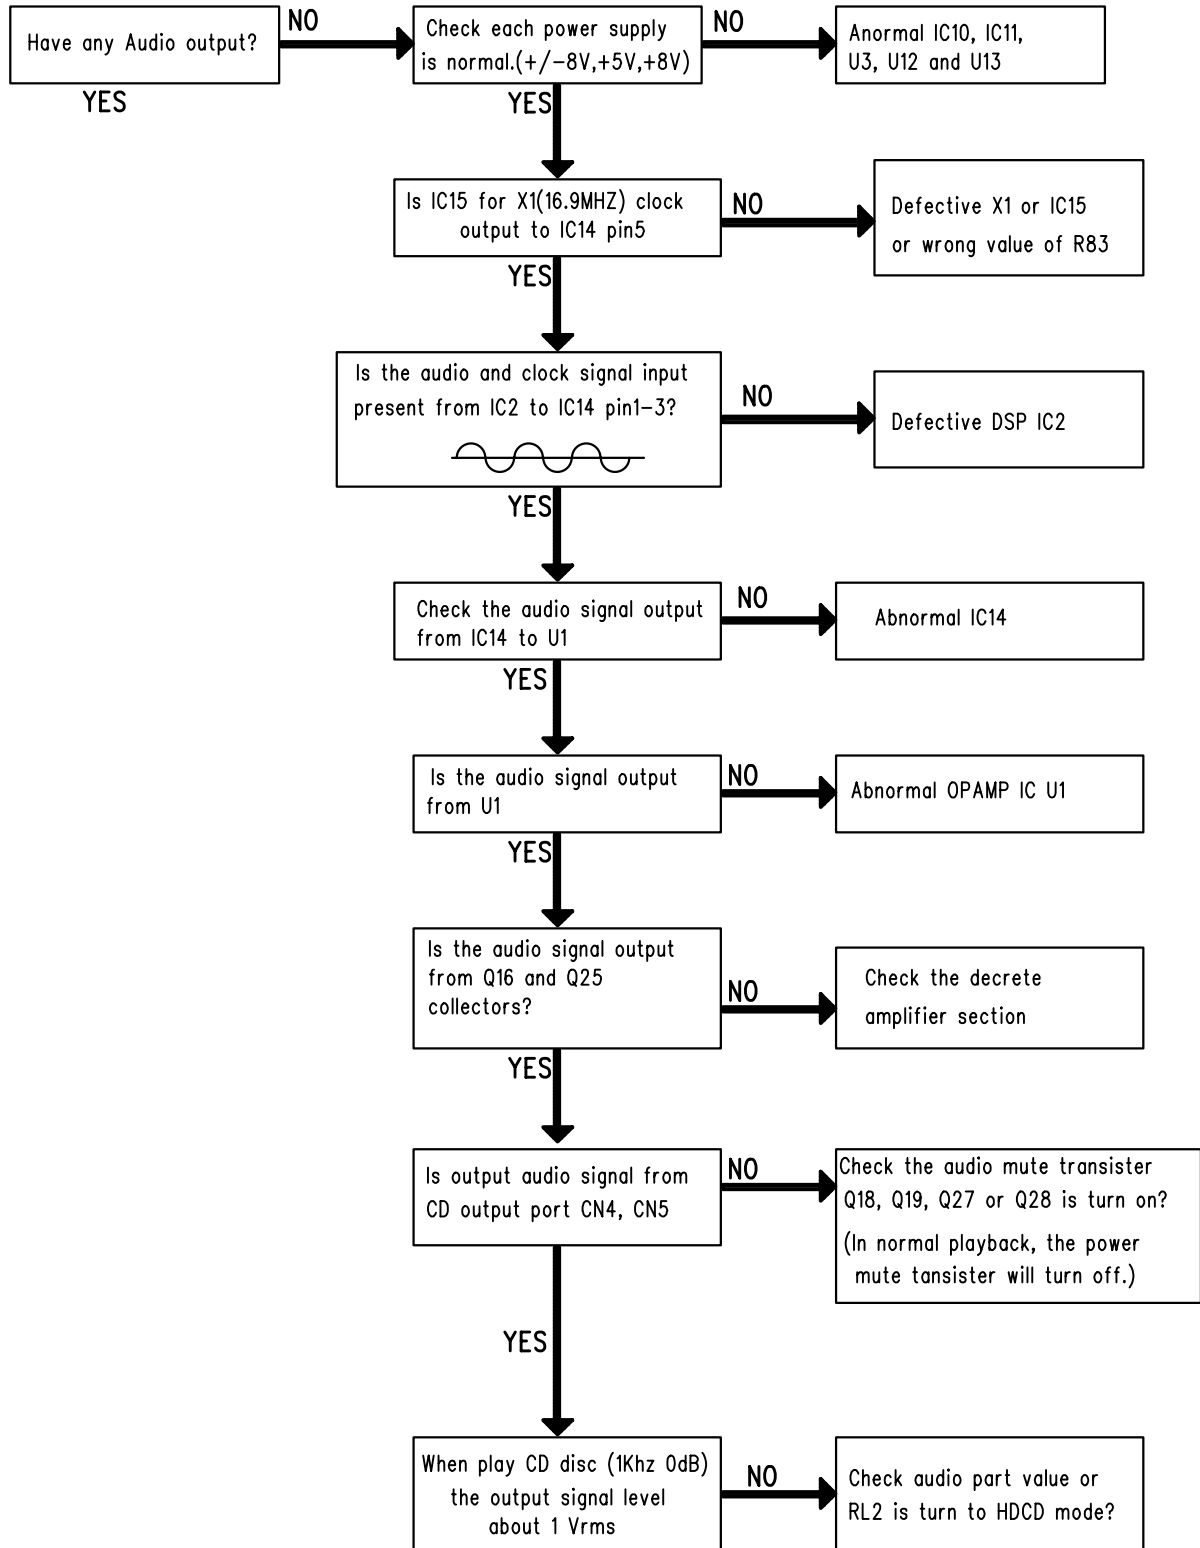 Have any Audio output?
NO
Check each power supply
is normal.(+/-8V,+5V,+8V)
NO
Anormal IC10, IC11,
U3, U12 and U13
YES
YES
Is IC15 for X1(16.9MHZ) clock
output to IC14 pin5
NO
Defective X1 or IC15
or wrong value of R83
YES
Is the audio and clock signal input
present from IC2 to IC14 pin1-3?
NO
Defective DSP IC2
YES
Check the audio signal output
from IC14 to U1
NO
Abnormal IC14
YES
Is the audio signal output
from U1
NO
Abnormal OPAMP IC U1
YES
Is the audio signal output
from Q16 and Q25
collectors?
NO
Check the decrete
amplifier section
YES
Is output audio signal from
CD output port CN4, CN5
NO
Check the audio mute transister
Q18, Q19, Q27 or Q28 is turn on?
(In normal playback, the power
mute tansister will turn off.)
YES
When play CD disc (1Khz 0dB)
the output signal level
about 1 Vrms
NO
Check audio part value or
RL2 is turn to HDCD mode?